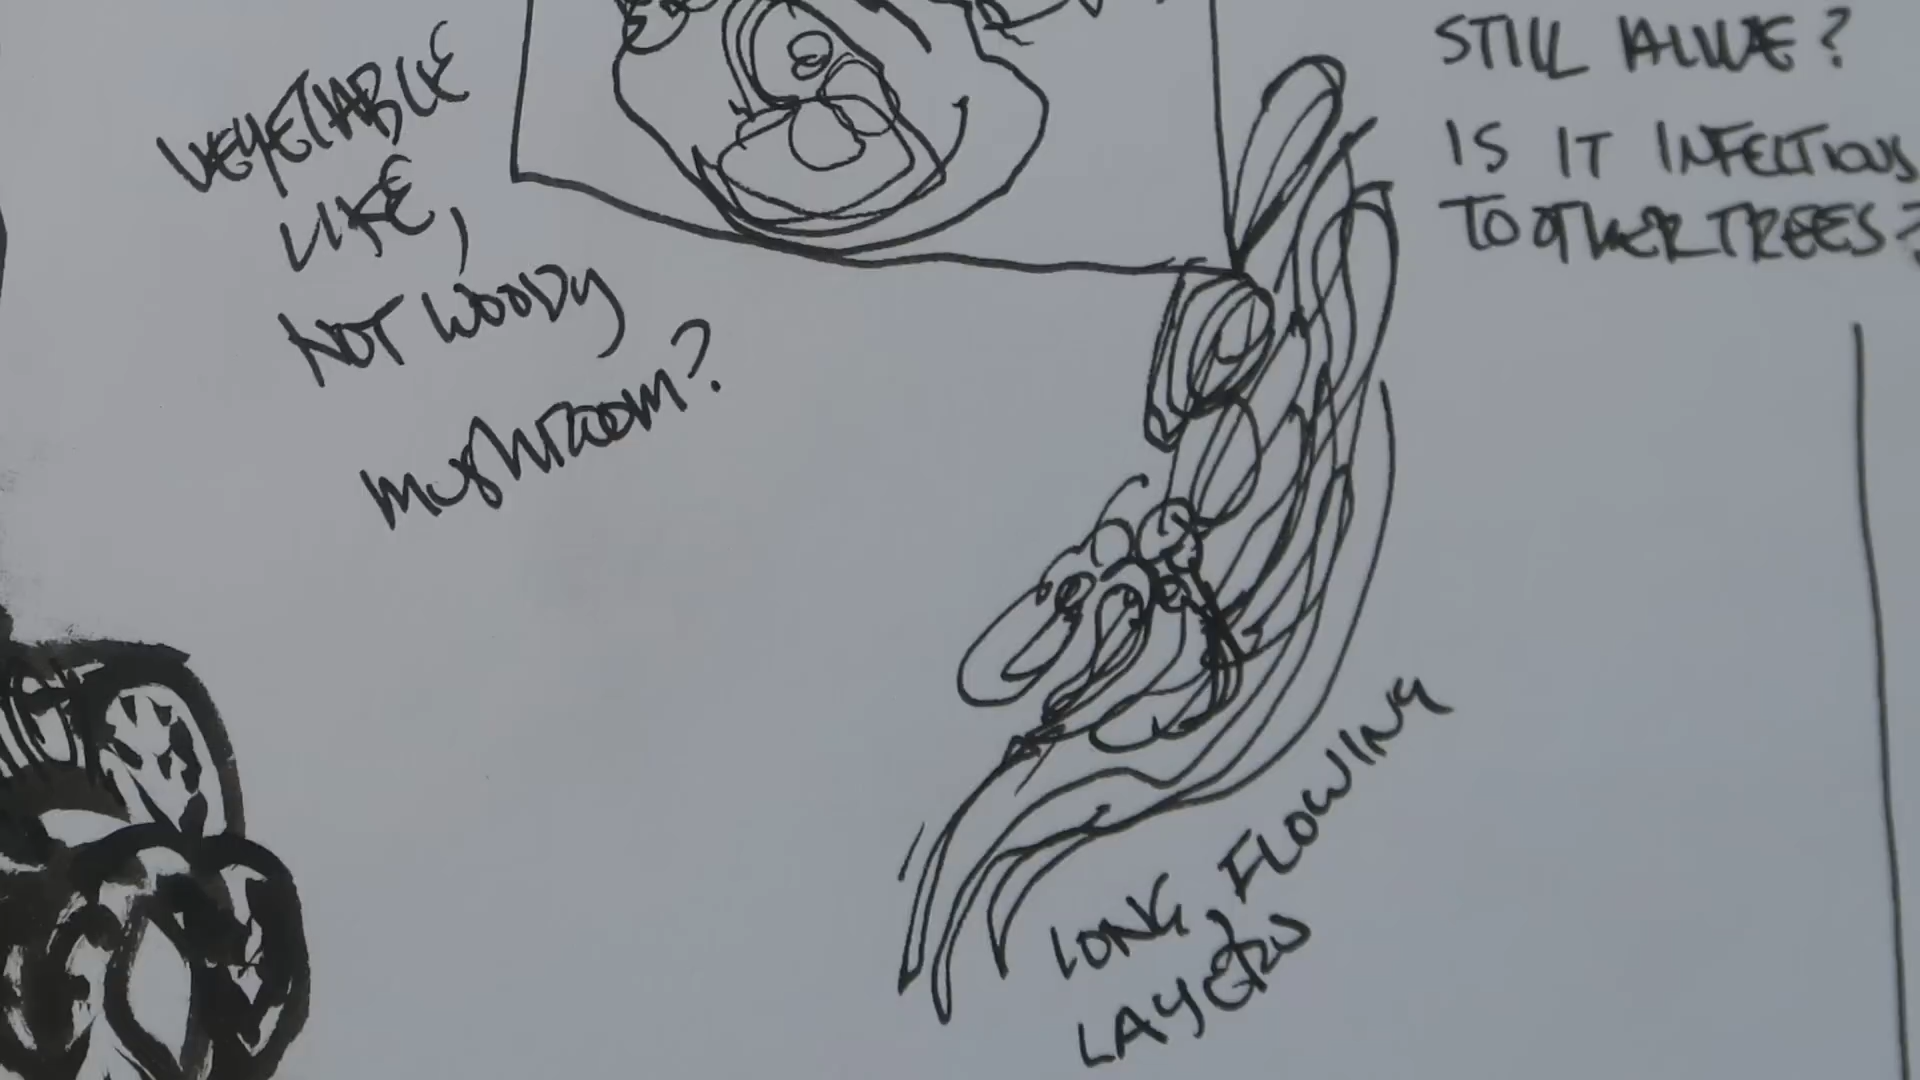 VEGETABLE
LIKE,
NOT WOODY
MUSHROOM?
STILL ALIVE?
IS IT INFECTIOUS
TO OTHER TREES?
LONG, FLOWING
LAYERS